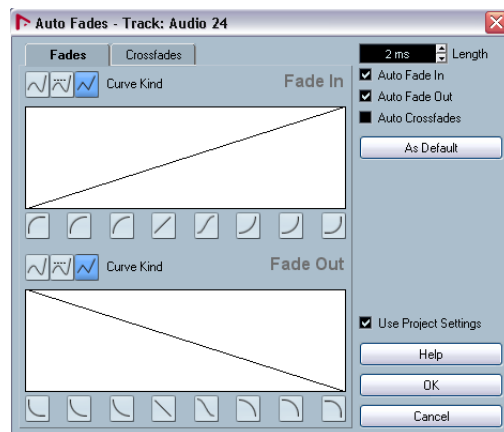 Auto Fades - Track: Audio 24
Fades
Crossfades
Curve Kind
Fade In
Curve Kind
Fade Out
2 ms
Length
Auto Fade In
Auto Fade Out
Auto Crossfades
As Default
Use Project Settings
Help
OK
Cancel